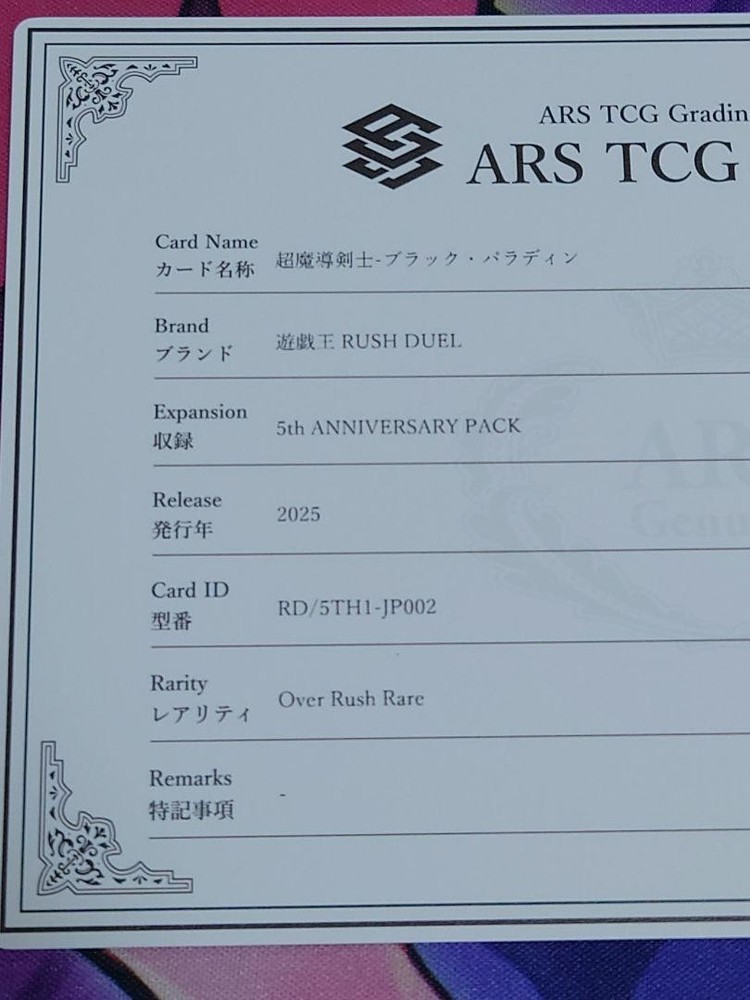 ARS TCG Gradin
ARS TCG
Card Name
カード名称
超魔導剣士-ブラック・パラディン
Brand
ブランド
遊戯王 RUSH DUEL
Expansion
収録
5th ANNIVERSARY PACK
Release
発行年
2025
Card ID
型番
RD/5TH1-JP002
Rarity
レアリティ
Over Rush Rare
Remarks
特記事項
-
AR
Genu